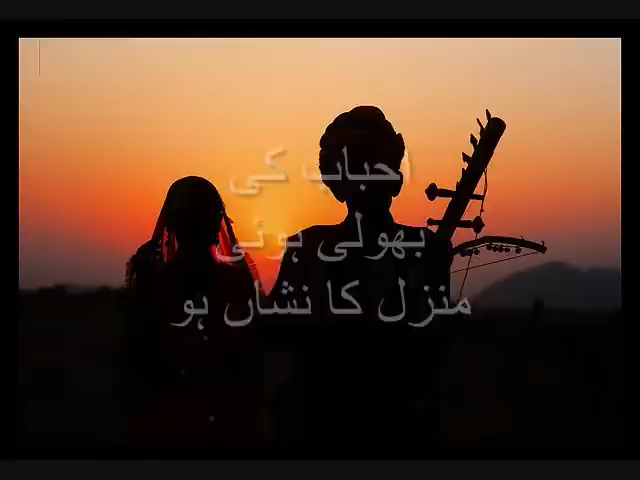 احباب کی
بھولی ہوئی
منزل کا نشاں ہو